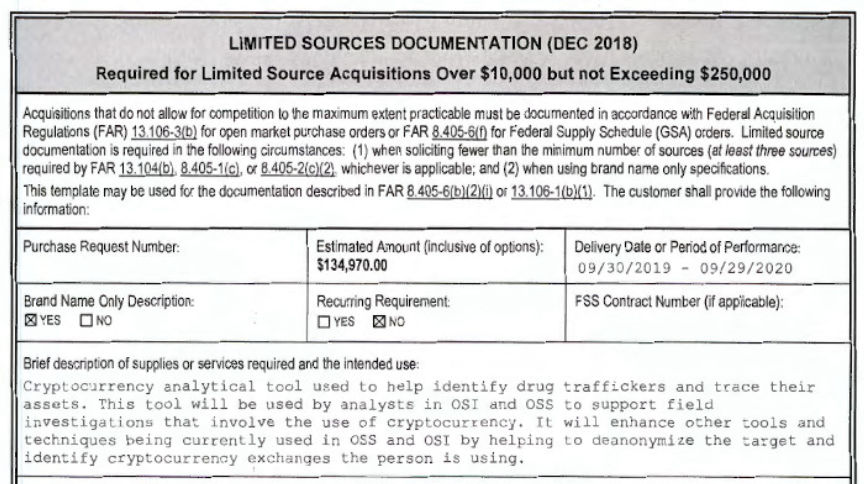 LIMITED SOURCES DOCUMENTATION (DEC 2018)
Required for Limited Source Acquisitions Over $10,000 but not Exceeding $250,000
Acquisitions that do not allow for competition to the maximum extent practicable must be documented in accordance with Federal Acquisition
Regulations (FAR) 13.106-3(b) for open market purchase orders or FAR 8.405-6(f) for Federal Supply Schedule (GSA) orders. Limited source
documentation is required in the following circumstances: (1) when soliciting fewer than the minimum number of sources (at least three sources)
required by FAR 13.104(b), 8.405-1(c), or 8.405-2(c)(2), whichever is applicable; and (2) when using brand name only specifications.
This template may be used for the documentation described in FAR 8.405-6(b)(2)(i) or 13.106-1(b)(1). The customer shall provide the following
information:
Purchase Request Number:
Estimated Amount (inclusive of options):
$134,970.00
Delivery Date or Period of Performance:
09/30/2019 - 09/29/2020
Brand Name Only Description:
☒ YES ☐ NO
Recurring Requirement:
☐ YES ☒ NO
FSS Contract Number (if applicable):
Brief description of supplies or services required and the intended use:
Cryptocurrency analytical tool used to help identify drug traffickers and trace their
assets. This tool will be used by analysts in OSI and OSS to support field
investigations that involve the use of cryptocurrency. It will enhance other tools and
techniques being currently used in OSS and OSI by helping to deanonymize the target and
identify cryptocurrency exchanges the person is using.